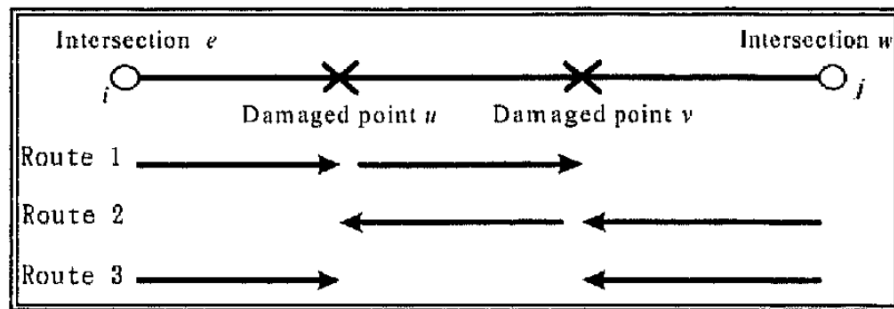 Intersection e Intersection w
i j
Damaged point u Damaged point v
Route 1
Route 2
Route 3